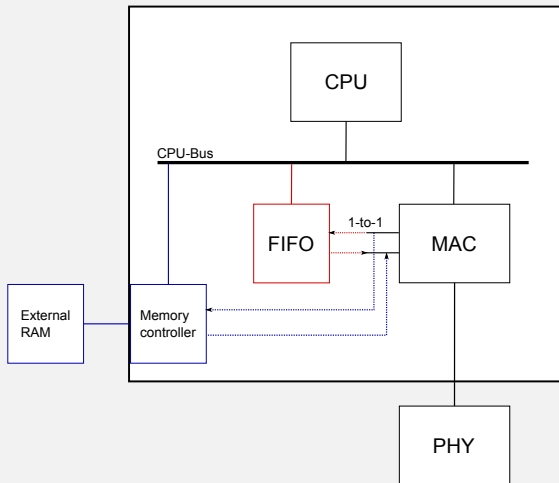 CPU
CPU-Bus
1-to-1
FIFO
MAC
External
RAM
Memory
controller
PHY